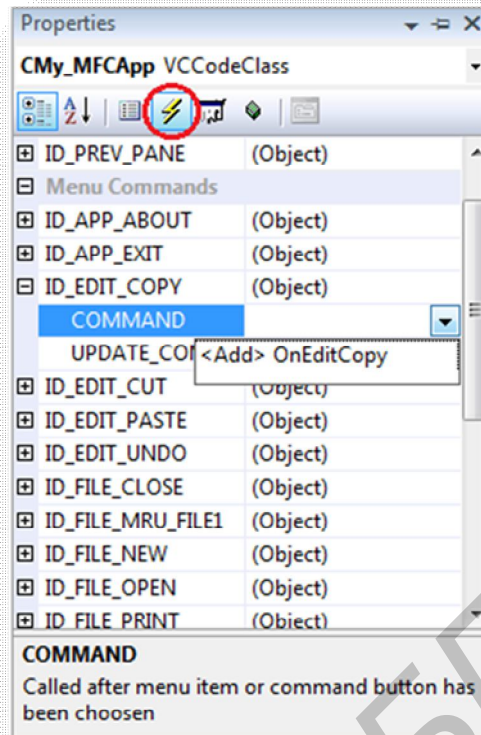 Properties
CMy_MFCApp VCCodeClass
ID_PREV_PANE (Object)
Menu Commands
ID_APP_ABOUT (Object)
ID_APP_EXIT (Object)
ID_EDIT_COPY (Object)
COMMAND
UPDATE_CO
<Add> OnEditCopy
ID_EDIT_CUT (Object)
ID_EDIT_PASTE (Object)
ID_EDIT_UNDO (Object)
ID_FILE_CLOSE (Object)
ID_FILE_MRU_FILE1 (Object)
ID_FILE_NEW (Object)
ID_FILE_OPEN (Object)
ID_FILE_PRINT (Object)
COMMAND
Called after menu item or command button has
been choosen